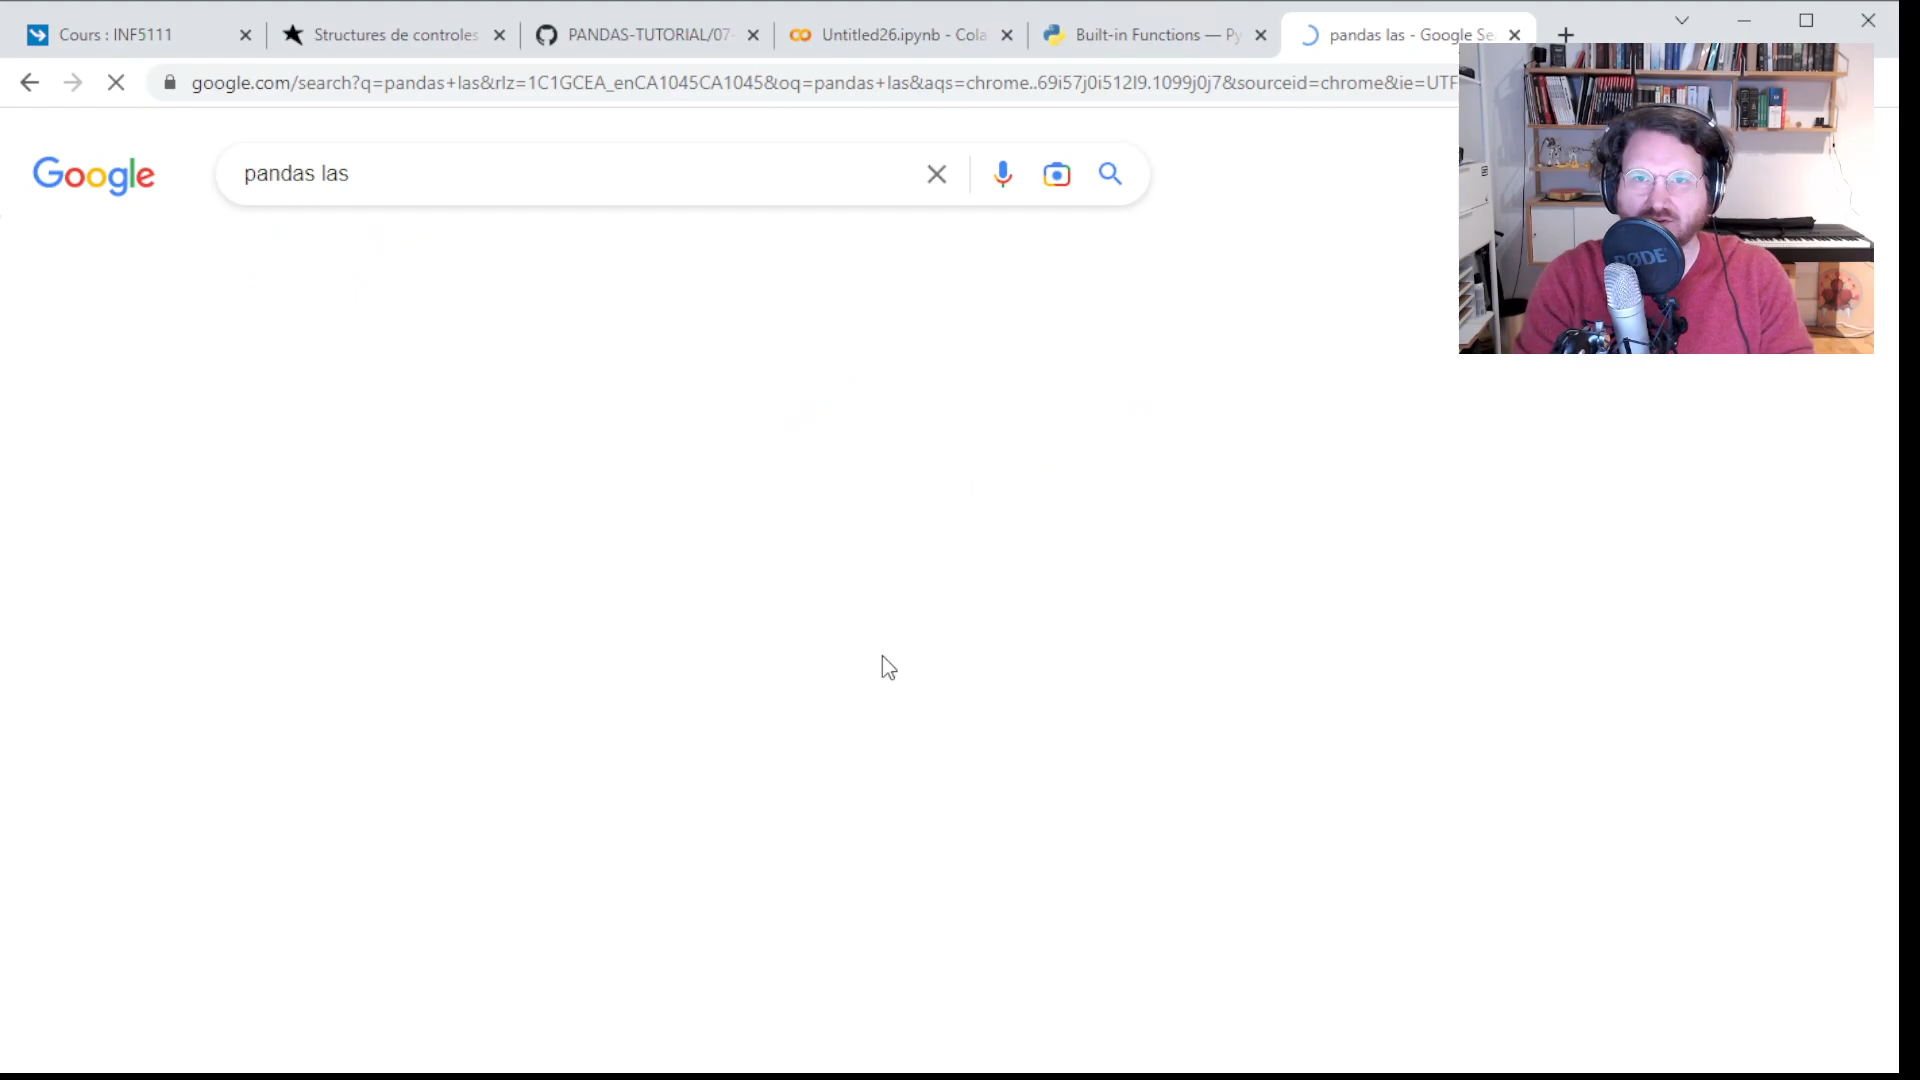 Cours : INF5111
Structures de controles
PANDAS-TUTORIAL/07-
Untitled26.ipynb - Cola
Built-in Functions — Py
pandas las - Google Se
google.com/search?q=pandas+las&rlz=1C1GCEA_enCA1045CA1045&oq=pandas+las&aqs=chrome..69i57j0i512l9.1099j0j7&sourceid=chrome&ie=UTF
Google
pandas las
RØDE